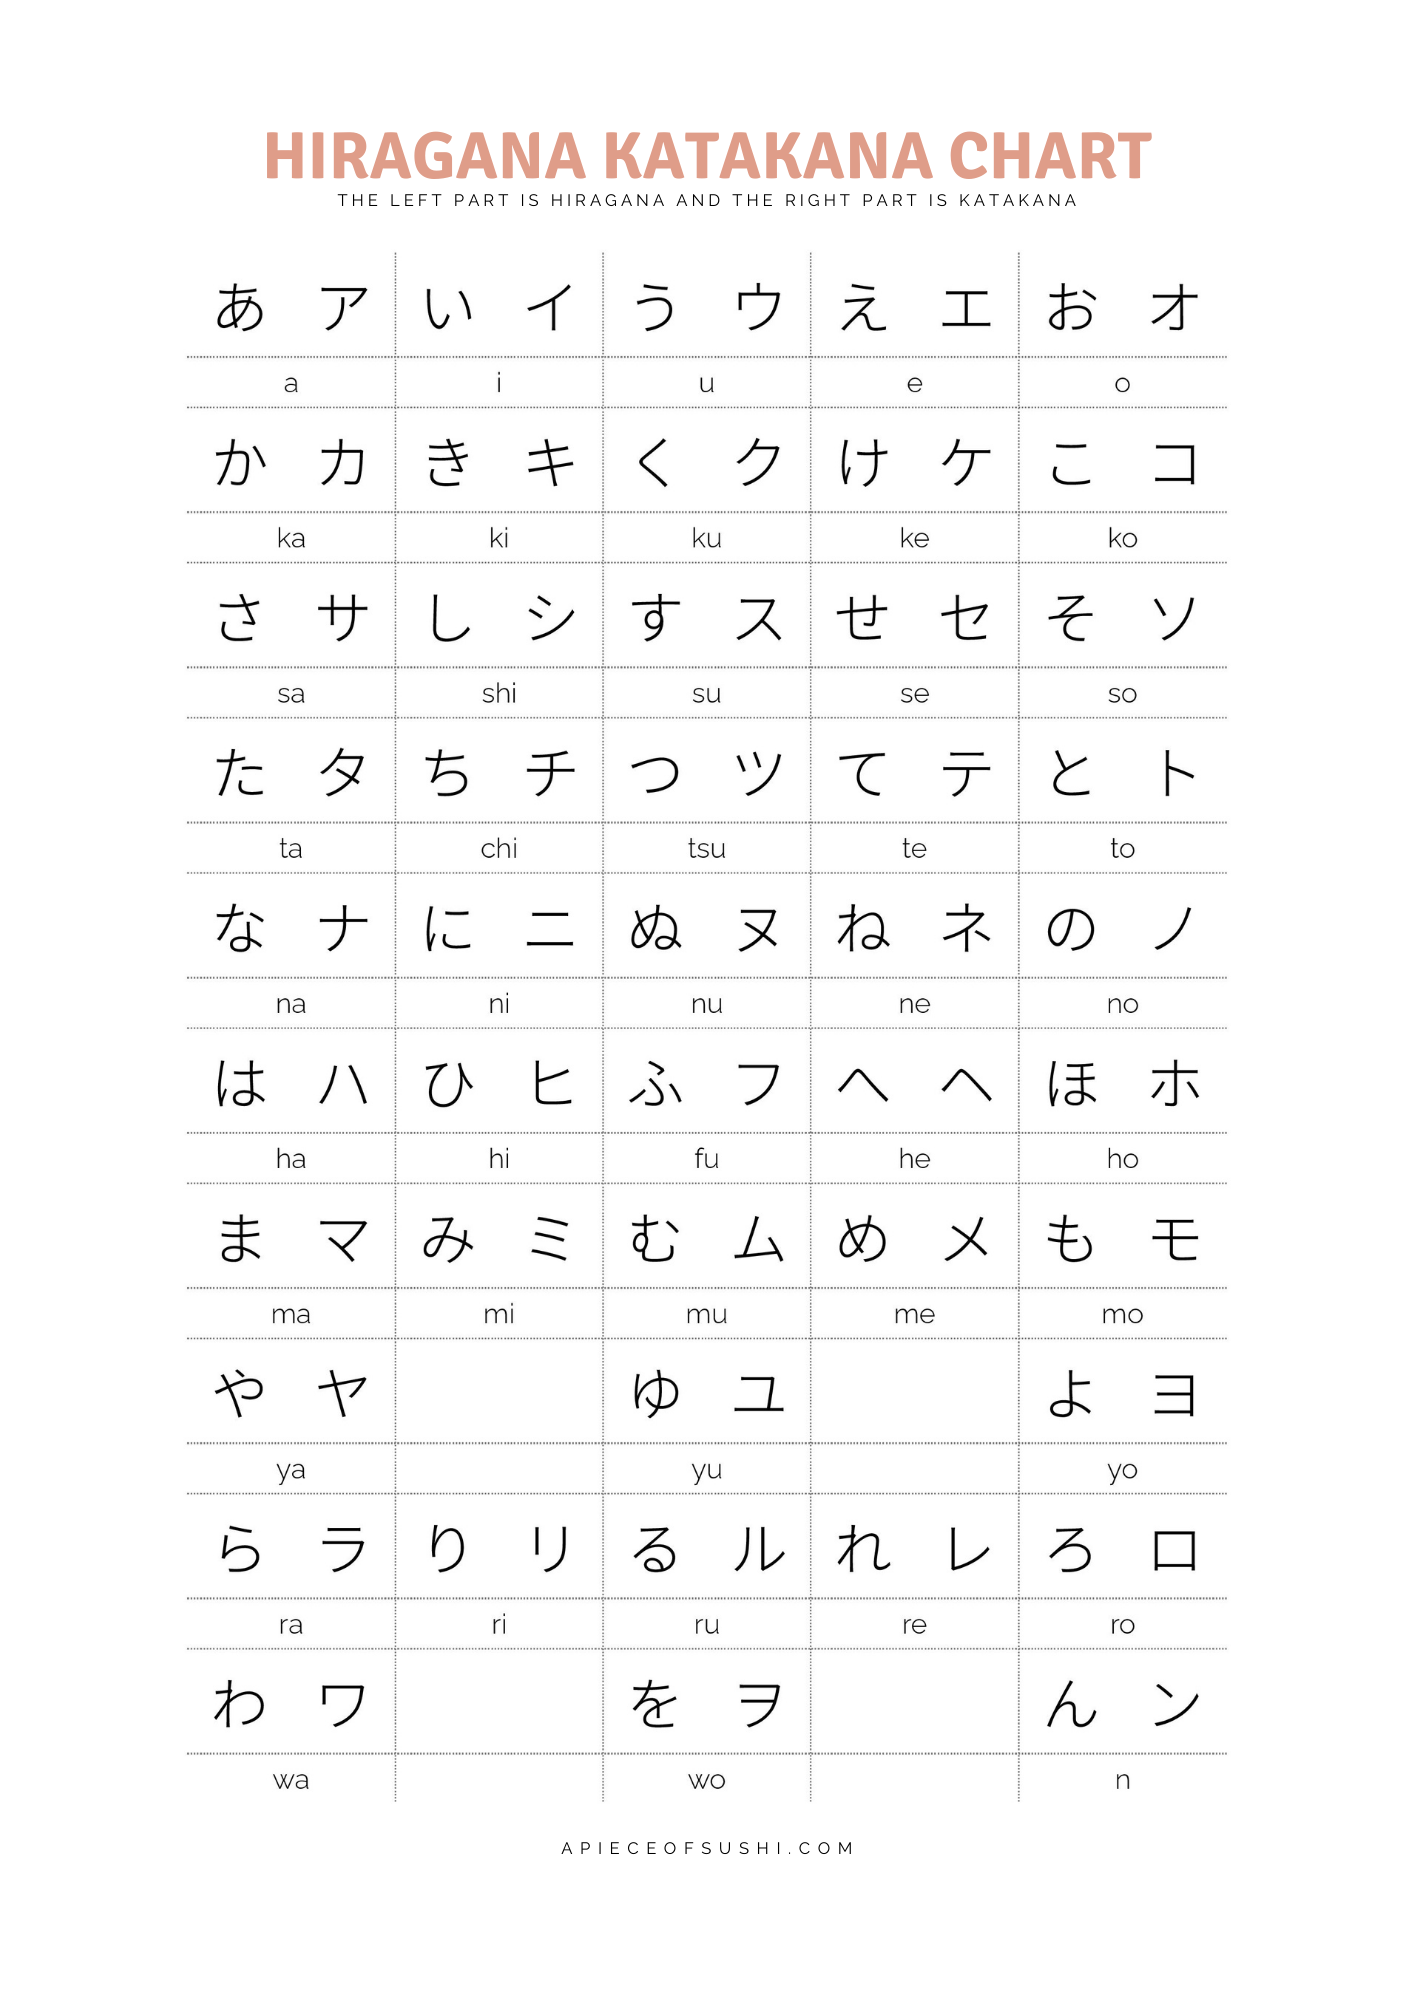 HIRAGANA KATAKANA CHART
THE LEFT PART IS HIRAGANA AND THE RIGHT PART IS KATAKANA
あ ア い イ う ウ え エ お オ
a i u e o
か カ き キ く ク け ケ こ コ
ka ki ku ke ko
さ サ し シ す ス せ セ そ ソ
sa shi su se so
た タ ち チ つ ツ て テ と ト
ta chi tsu te to
な ナ に ニ ぬ ヌ ね ネ の ノ
na ni nu ne no
は ハ ひ ヒ ふ フ へ ヘ ほ ホ
ha hi fu he ho
ま マ み ミ む ム め メ も モ
ma mi mu me mo
や ヤ ゆ ユ よ ヨ
ya yu yo
ら ラ り リ る ル れ レ ろ ロ
ra ri ru re ro
わ ワ を ヲ ん ン
wa wo n
APIECEOFSUSHI.COM